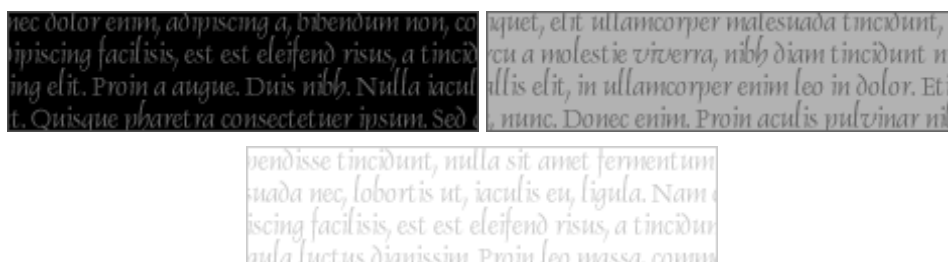 nec dolor enim, adipiscing a, bibendum non, co
ipiscing facilisis, est est eleifend risus, a tincid
ing elit. Proin a augue. Duis nibh. Nulla iacul
t. Quisque pharetra consectetuer ipsum. Sed
iquet, elit ullamcorper malesuada tincidunt,
rcu a molestie viverra, nibh diam tincidunt n
llis elit, in ullamcorper enim leo in dolor. Et
, nunc. Donec enim. Proin aculis pulvinar ni
pendisse tincidunt, nulla sit amet fermentum
suada nec, lobortis ut, iaculis eu, ligula. Nam
iscing facilisis, est est eleifend risus, a tincidun
gula luctus dignissim. Proin leo massa, comm